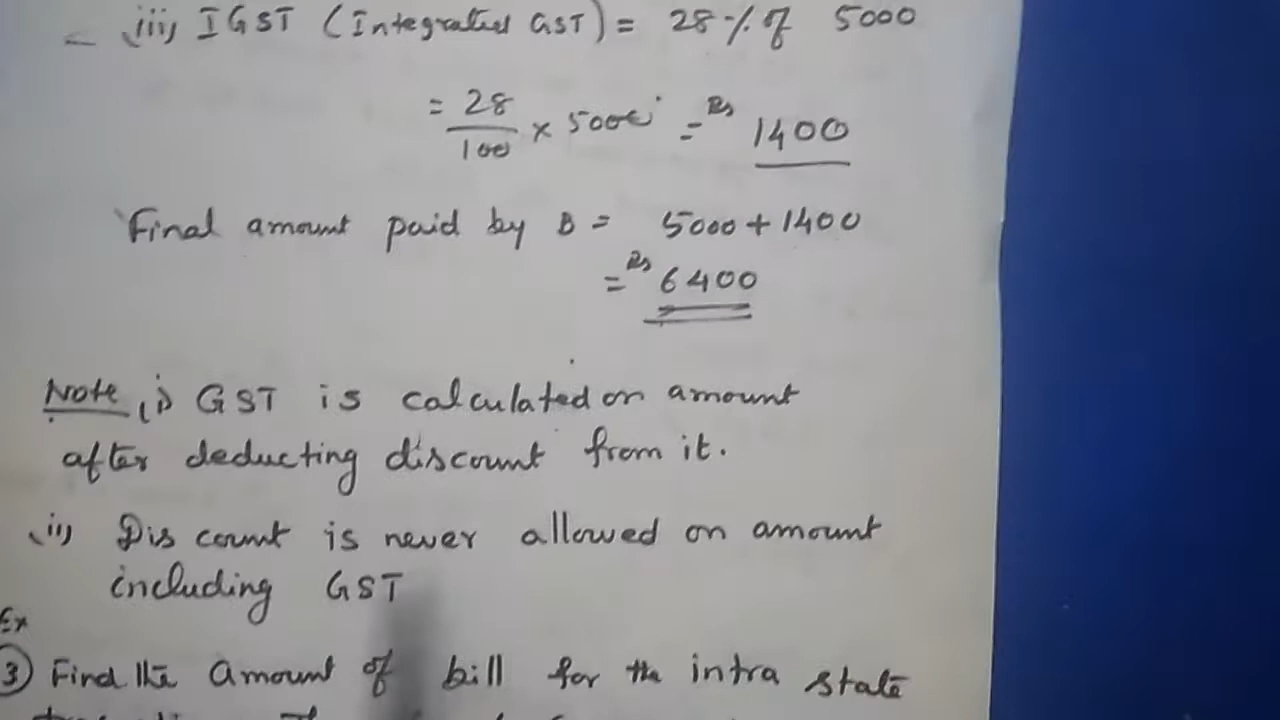 (iii) IGST (Integrated GST) = 28% of 5000
= 28/100 × 5000 = Rs 1400
Final amount paid by B = 5000 + 1400
= Rs 6400
Note (i) GST is calculated on amount
after deducting discount from it.
(ii) Discount is never allowed on amount
including GST
Ex
3) Find the amount of bill for the intra state